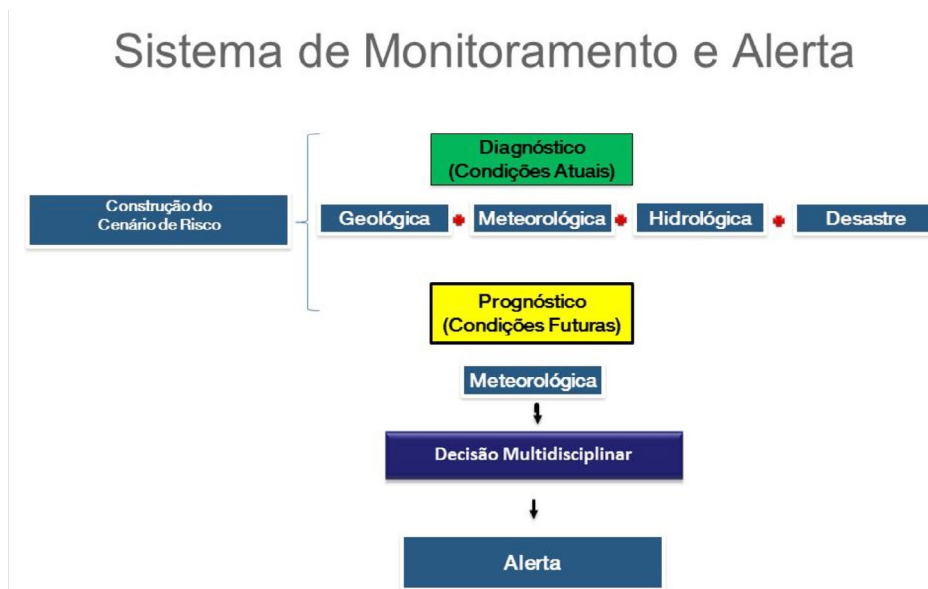 Sistema de Monitoramento e Alerta
Diagnóstico
(Condições Atuais)
Construção do
Cenário de Risco
Geológica
Meteorológica
Hidrológica
Desastre
Prognóstico
(Condições Futuras)
Meteorológica
Decisão Multidisciplinar
Alerta